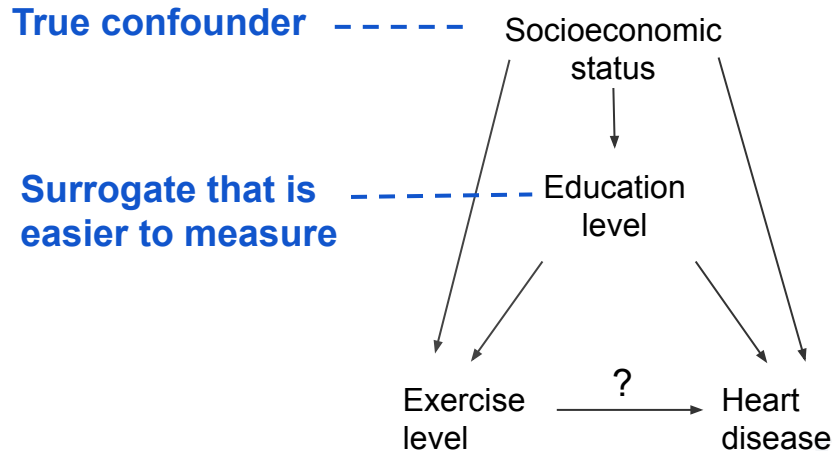 True confounder
Socioeconomic
status
Surrogate that is
easier to measure
Education
level
?
Exercise
level
Heart
disease